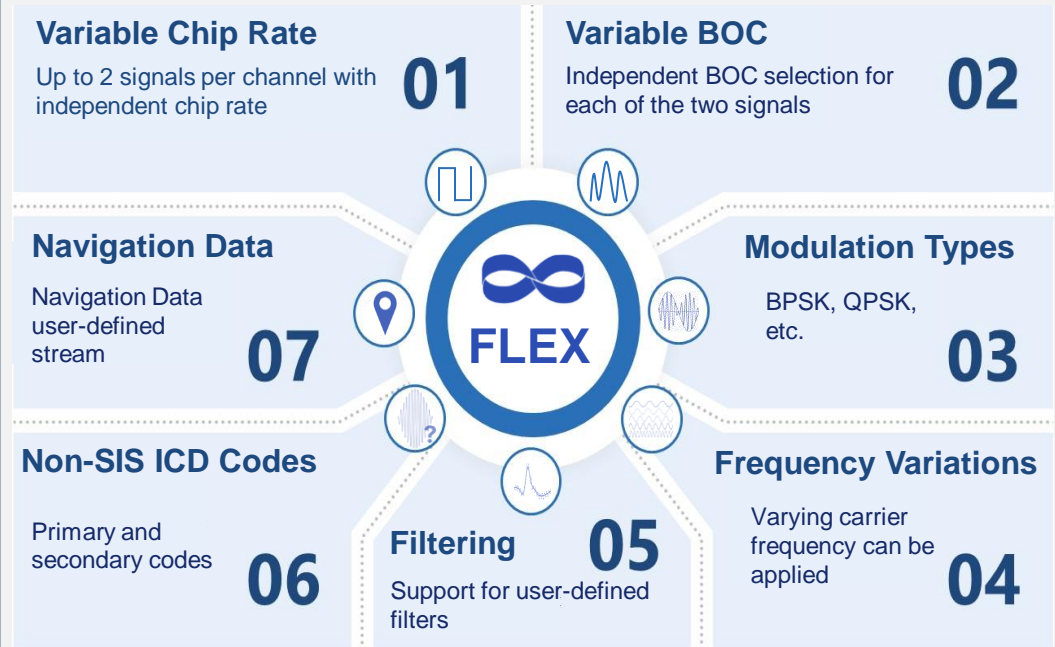 Variable Chip Rate
Up to 2 signals per channel with
independent chip rate
01
Variable BOC
Independent BOC selection for
each of the two signals
02
Modulation Types
BPSK, QPSK,
etc.
03
Frequency Variations
Varying carrier
frequency can be
applied
04
Filtering
05
Support for user-defined
filters
Non-SIS ICD Codes
Primary and
secondary codes
06
Navigation Data
Navigation Data
user-defined
stream
07
FLEX
?